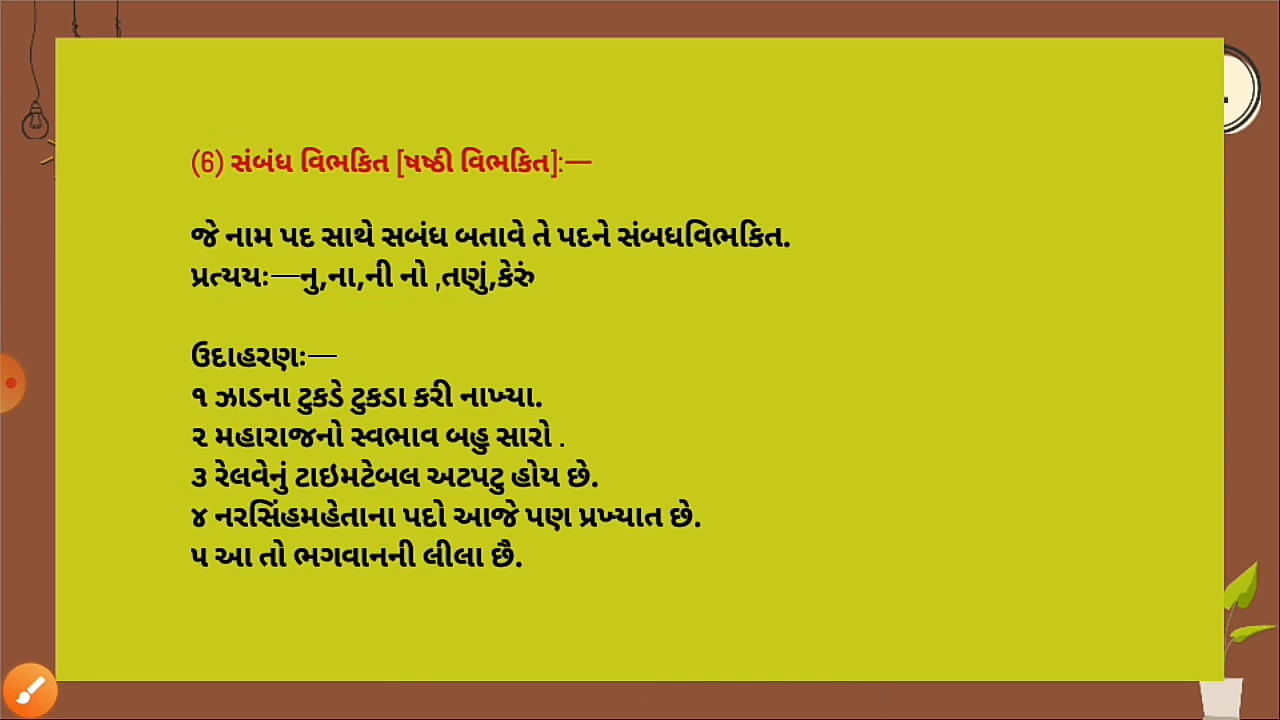 (6) સંબંધ વિભકિત [ષષ્ઠી વિભકિત]:—
જે નામ પદ સાથે સબંધ બતાવે તે પદને સંબધવિભકિત.
પ્રત્યયઃ—નુ,ના,ની નો ,તણું,કેરું
ઉદાહરણઃ—
૧ ઝાડના ટુકડે ટુકડા કરી નાખ્યા.
૨ મહારાજનો સ્વભાવ બહુ સારો .
૩ રેલવેનું ટાઇમટેબલ અટપટુ હોય છે.
૪ નરસિંહમહેતાના પદો આજે પણ પ્રખ્યાત છે.
૫ આ તો ભગવાનની લીલા છૈ.